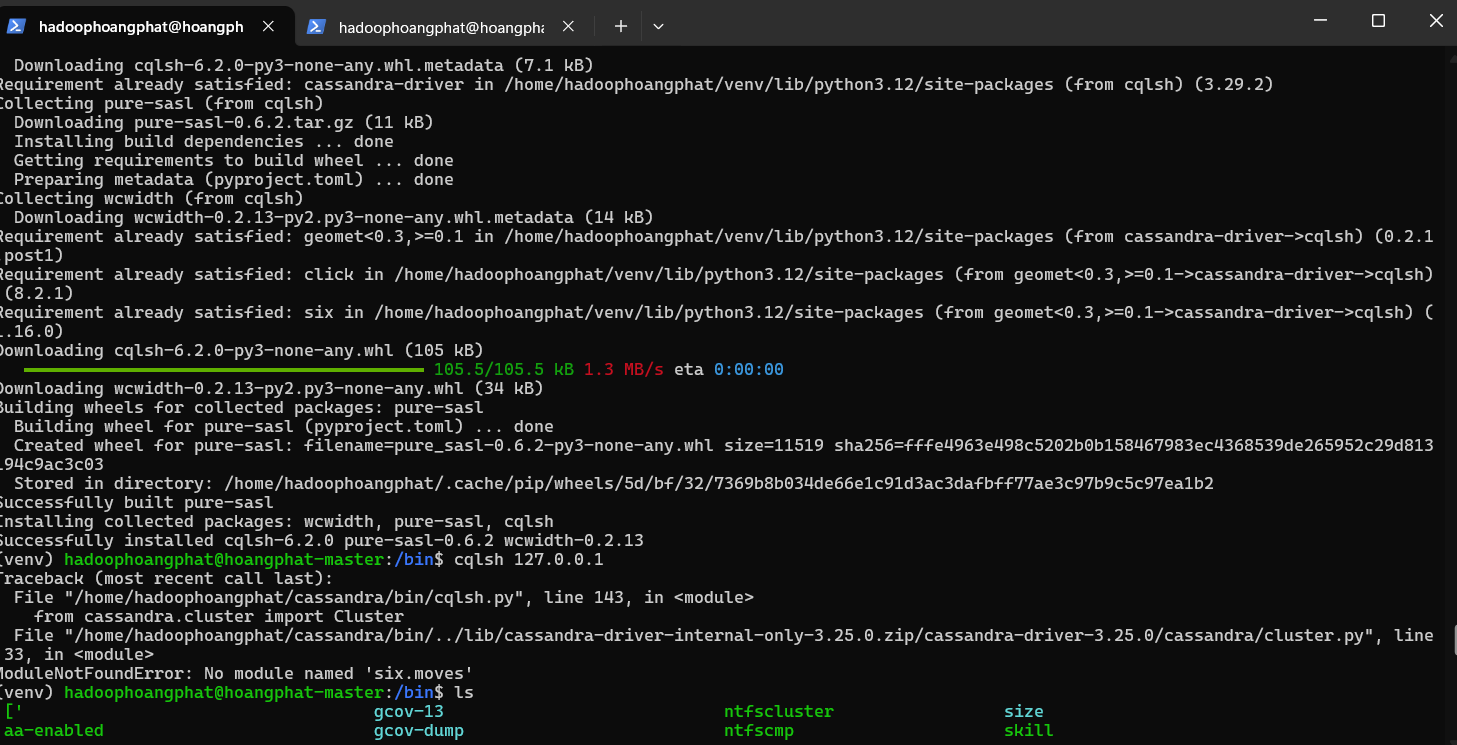 hadoophoangphat@hoangph
hadoophoangphat@hoangpha
Downloading cqlsh-6.2.0-py3-none-any.whl.metadata (7.1 kB)
Requirement already satisfied: cassandra-driver in /home/hadoophoangphat/venv/lib/python3.12/site-packages (from cqlsh) (3.29.2)
Collecting pure-sasl (from cqlsh)
Downloading pure-sasl-0.6.2.tar.gz (11 kB)
Installing build dependencies ... done
Getting requirements to build wheel ... done
Preparing metadata (pyproject.toml) ... done
Collecting wcwidth (from cqlsh)
Downloading wcwidth-0.2.13-py2.py3-none-any.whl.metadata (14 kB)
Requirement already satisfied: geomet<0.3,>=0.1 in /home/hadoophoangphat/venv/lib/python3.12/site-packages (from cassandra-driver->cqlsh) (0.2.1
.post1)
Requirement already satisfied: click in /home/hadoophoangphat/venv/lib/python3.12/site-packages (from geomet<0.3,>=0.1->cassandra-driver->cqlsh)
(8.2.1)
Requirement already satisfied: six in /home/hadoophoangphat/venv/lib/python3.12/site-packages (from geomet<0.3,>=0.1->cassandra-driver->cqlsh) (
1.16.0)
Downloading cqlsh-6.2.0-py3-none-any.whl (105 kB)
105.5/105.5 kB 1.3 MB/s eta 0:00:00
Downloading wcwidth-0.2.13-py2.py3-none-any.whl (34 kB)
Building wheels for collected packages: pure-sasl
Building wheel for pure-sasl (pyproject.toml) ... done
Created wheel for pure-sasl: filename=pure_sasl-0.6.2-py3-none-any.whl size=11519 sha256=fffe4963e498c5202b0b158467983ec4368539de265952c29d813
194c9ac3c03
Stored in directory: /home/hadoophoangphat/.cache/pip/wheels/5d/bf/32/7369b8b034de66e1c91d3ac3dafbff77ae3c97b9c5c97ea1b2
Successfully built pure-sasl
Installing collected packages: wcwidth, pure-sasl, cqlsh
Successfully installed cqlsh-6.2.0 pure-sasl-0.6.2 wcwidth-0.2.13
(venv) hadoophoangphat@hoangphat-master:/bin$ cqlsh 127.0.0.1
Traceback (most recent call last):
File "/home/hadoophoangphat/cassandra/bin/cqlsh.py", line 143, in <module>
from cassandra.cluster import Cluster
File "/home/hadoophoangphat/cassandra/bin/../lib/cassandra-driver-internal-only-3.25.0.zip/cassandra-driver-3.25.0/cassandra/cluster.py", line
33, in <module>
ModuleNotFoundError: No module named 'six.moves'
(venv) hadoophoangphat@hoangphat-master:/bin$ ls
'[' gcov-13 ntfscluster size
aa-enabled gcov-dump ntfscmp skill